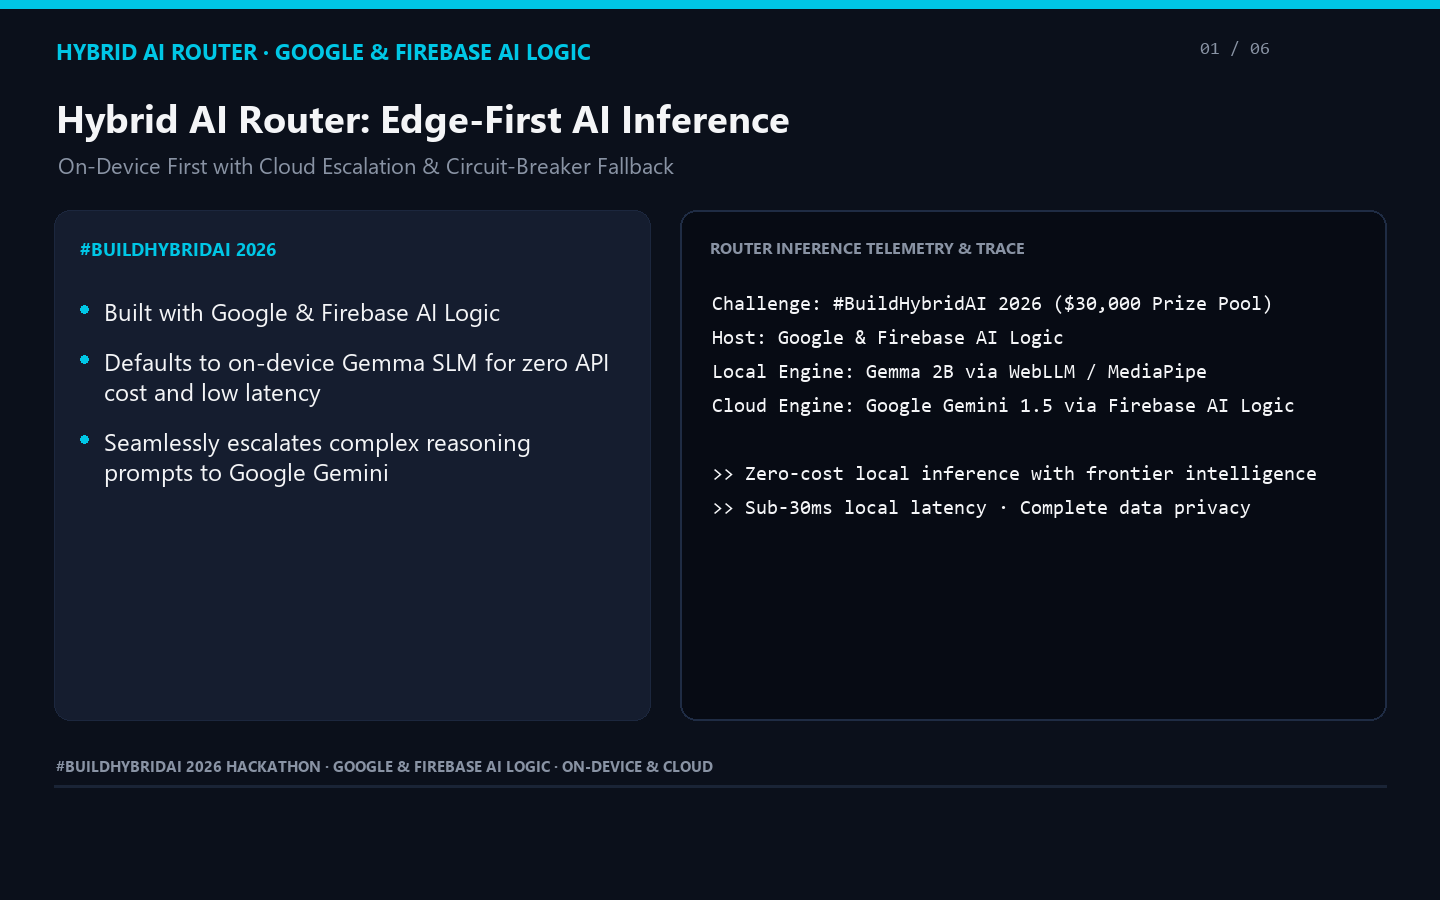 HYBRID AI ROUTER · GOOGLE & FIREBASE AI LOGIC
01 / 06
Hybrid AI Router: Edge-First AI Inference
On-Device First with Cloud Escalation & Circuit-Breaker Fallback
#BUILDHYBRIDAI 2026
Built with Google & Firebase AI Logic
Defaults to on-device Gemma SLM for zero API
cost and low latency
Seamlessly escalates complex reasoning
prompts to Google Gemini
ROUTER INFERENCE TELEMETRY & TRACE
Challenge: #BuildHybridAI 2026 ($30,000 Prize Pool)
Host: Google & Firebase AI Logic
Local Engine: Gemma 2B via WebLLM / MediaPipe
Cloud Engine: Google Gemini 1.5 via Firebase AI Logic
>> Zero-cost local inference with frontier intelligence
>> Sub-30ms local latency · Complete data privacy
#BUILDHYBRIDAI 2026 HACKATHON · GOOGLE & FIREBASE AI LOGIC · ON-DEVICE & CLOUD